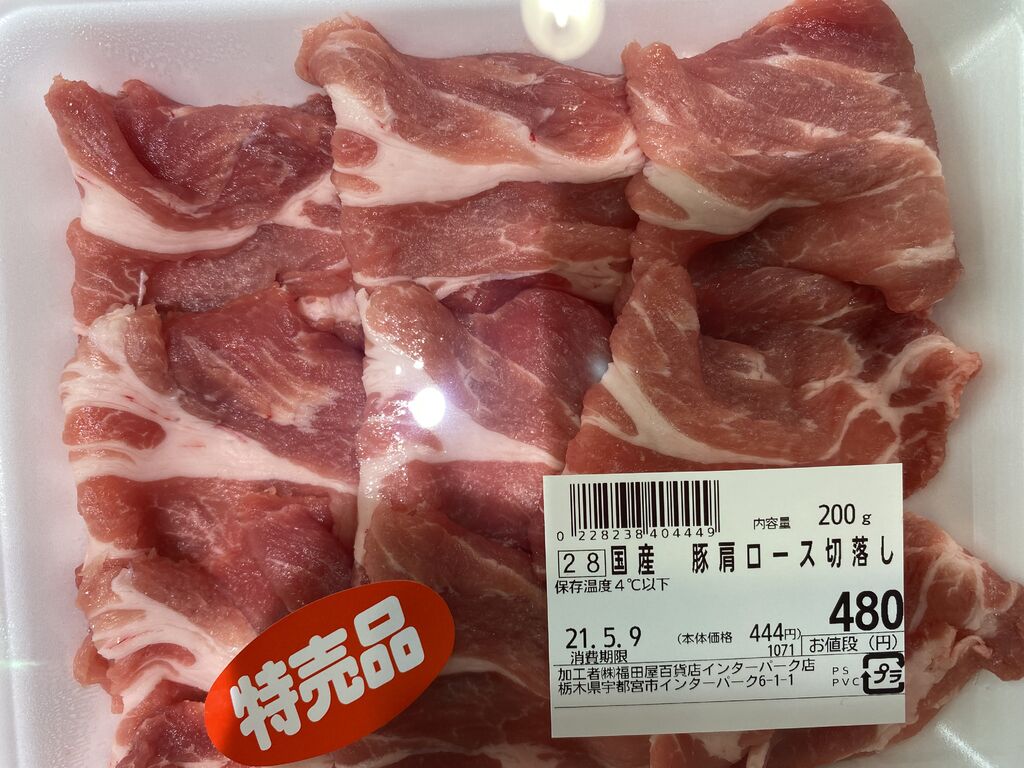 0 228238 404449
内容量 200g
28 国産 豚肩ロース切落し
保存温度4℃以下
480
21.5.9 (本体価格 444円)
1071 お値段 (円)
消費期限
加工者㈱福田屋百貨店インターパーク店
栃木県宇都宮市インターパーク6-1-1
PS
PVC
プラ
特売品